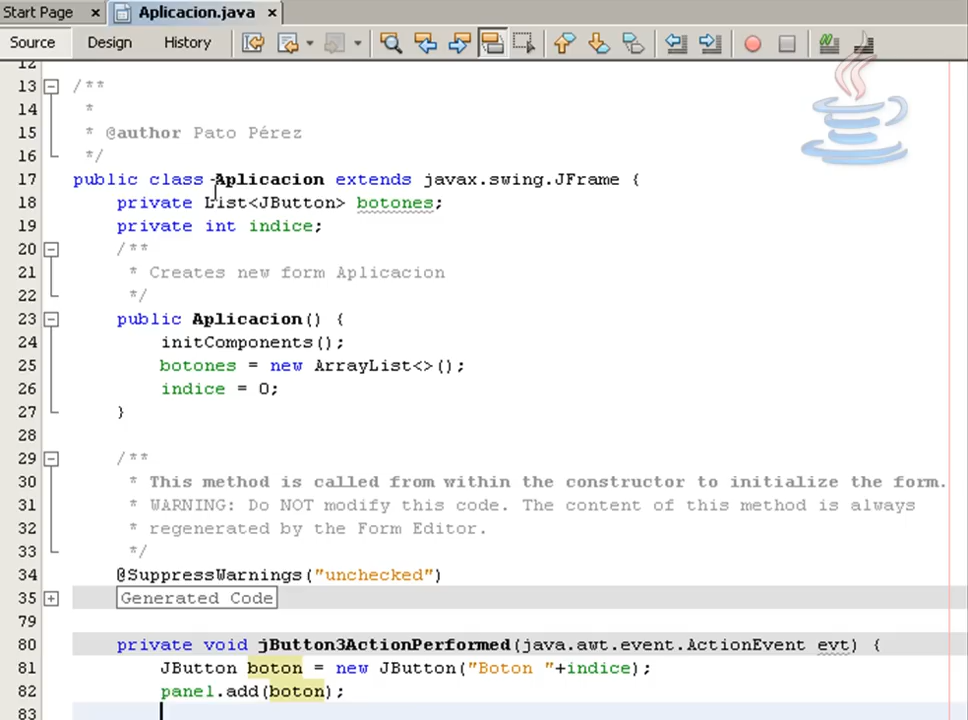 Start Page × Aplicacion.java ×
Source Design History
12
13 /**
14 *
15 * @author Pato Pérez
16 */
17 public class Aplicacion extends javax.swing.JFrame {
18 private List<JButton> botones;
19 private int indice;
20 /**
21 * Creates new form Aplicacion
22 */
23 public Aplicacion() {
24 initComponents();
25 botones = new ArrayList<>();
26 indice = 0;
27 }
28
29 /**
30 * This method is called from within the constructor to initialize the form.
31 * WARNING: Do NOT modify this code. The content of this method is always
32 * regenerated by the Form Editor.
33 */
34 @SuppressWarnings("unchecked")
35 Generated Code
79
80 private void jButton3ActionPerformed(java.awt.event.ActionEvent evt) {
81 JButton boton = new JButton("Boton "+indice);
82 panel.add(boton);
83